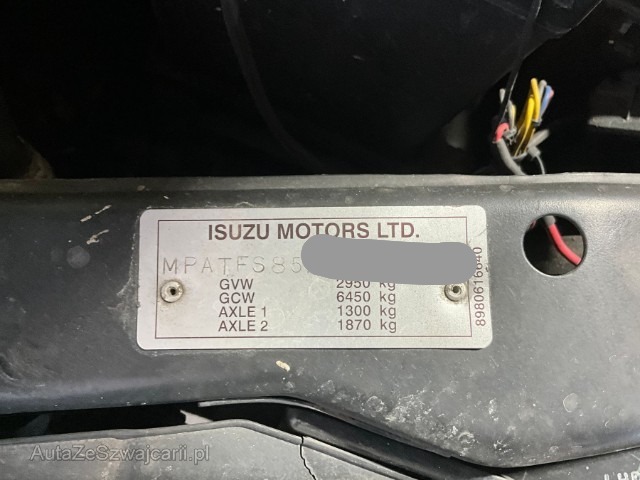 ISUZU MOTORS LTD.
MPATFS85
GVW 2950 kg
GCW 6450 kg
AXLE 1 1300 kg
AXLE 2 1870 kg
8980616640
AutaZeSzwajcarii.pl